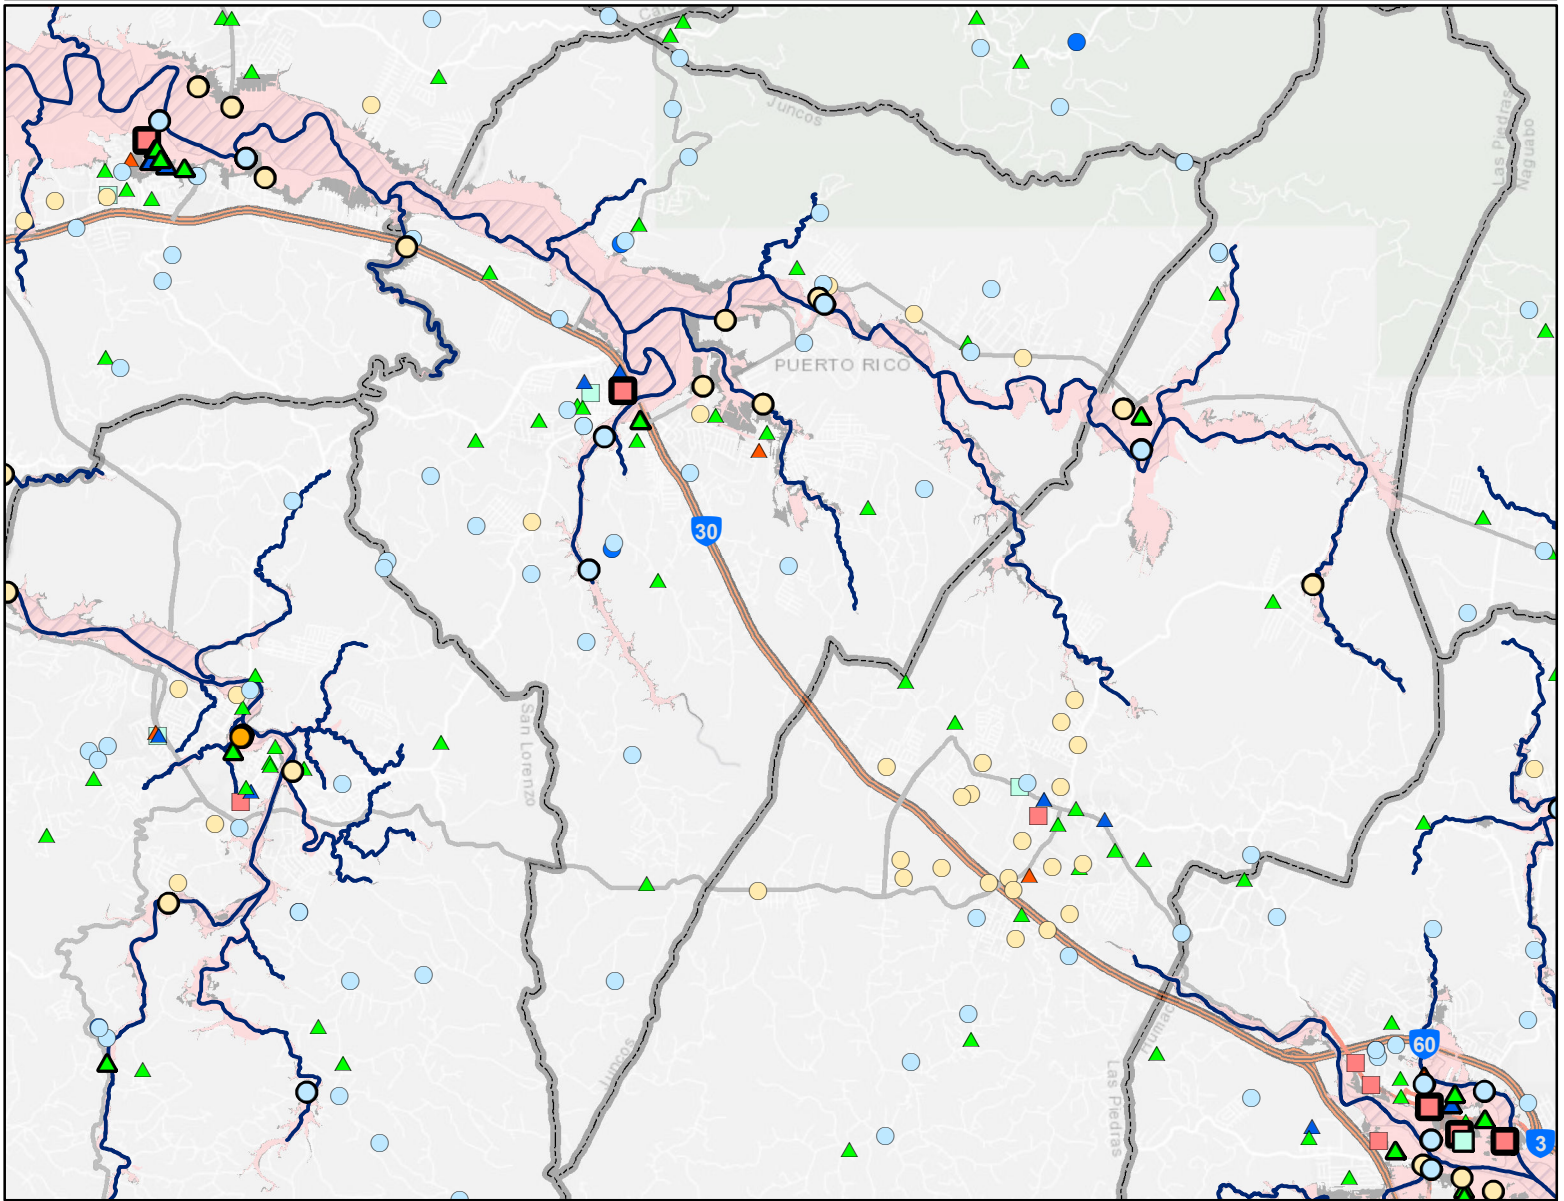 Juncos
Las Piedras
Naguabo
PUERTO RICO
30
San Lorenzo
Juncos
Humacao
Las Piedras
60
3